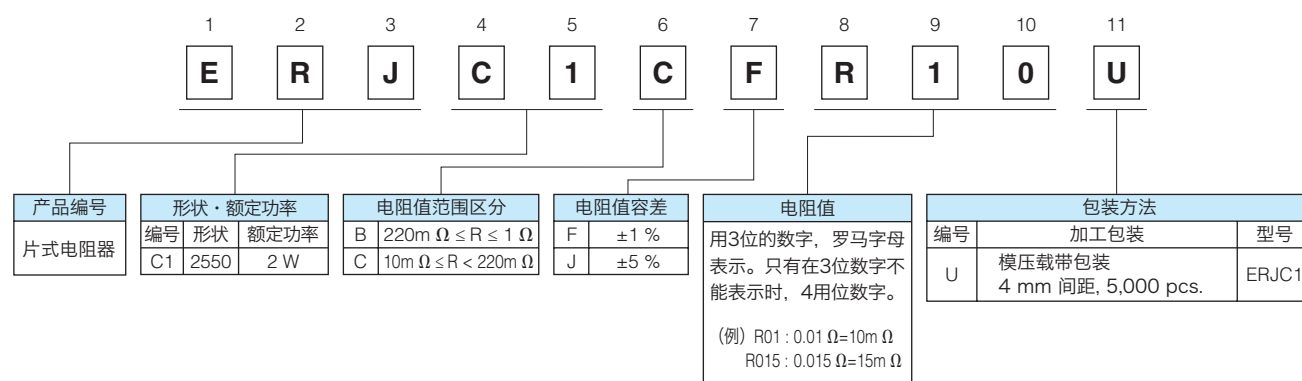 1 2 3 4 5 6 7 8 9 10 11
E R J C 1 C F R 1 0 U
产品编号
片式电阻器
形状・额定功率
编号 形状 额定功率
C1 2550 2 W
电阻值范围区分
B 220m Ω ≤ R ≤ 1 Ω
C 10m Ω ≤ R < 220m Ω
电阻值容差
F ±1 %
J ±5 %
电阻值
用3位的数字，罗马字母
表示。只有在3位数字不
能表示时，4用位数字。
(例) R01 : 0.01 Ω=10m Ω
R015 : 0.015 Ω=15m Ω
包装方法
编号 加工包装 型号
U 模压载带包装 ERJC1
4 mm 间距, 5,000 pcs.